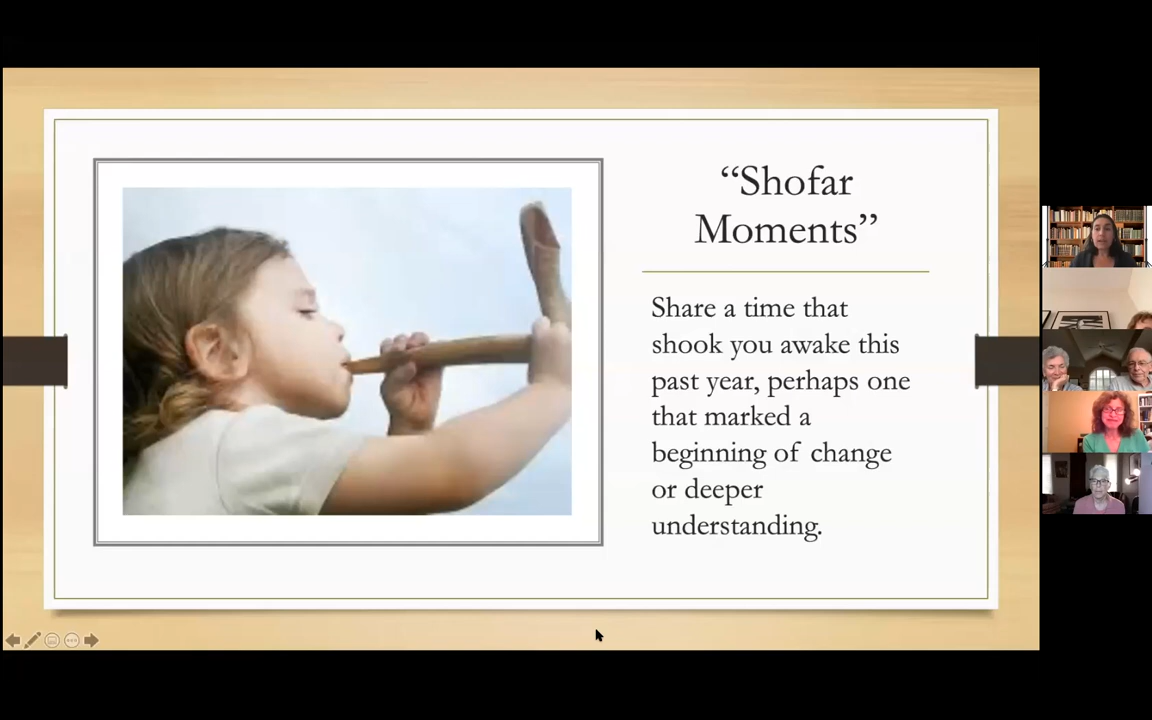 “Shofar
Moments”
Share a time that
shook you awake this
past year, perhaps one
that marked a
beginning of change
or deeper
understanding.